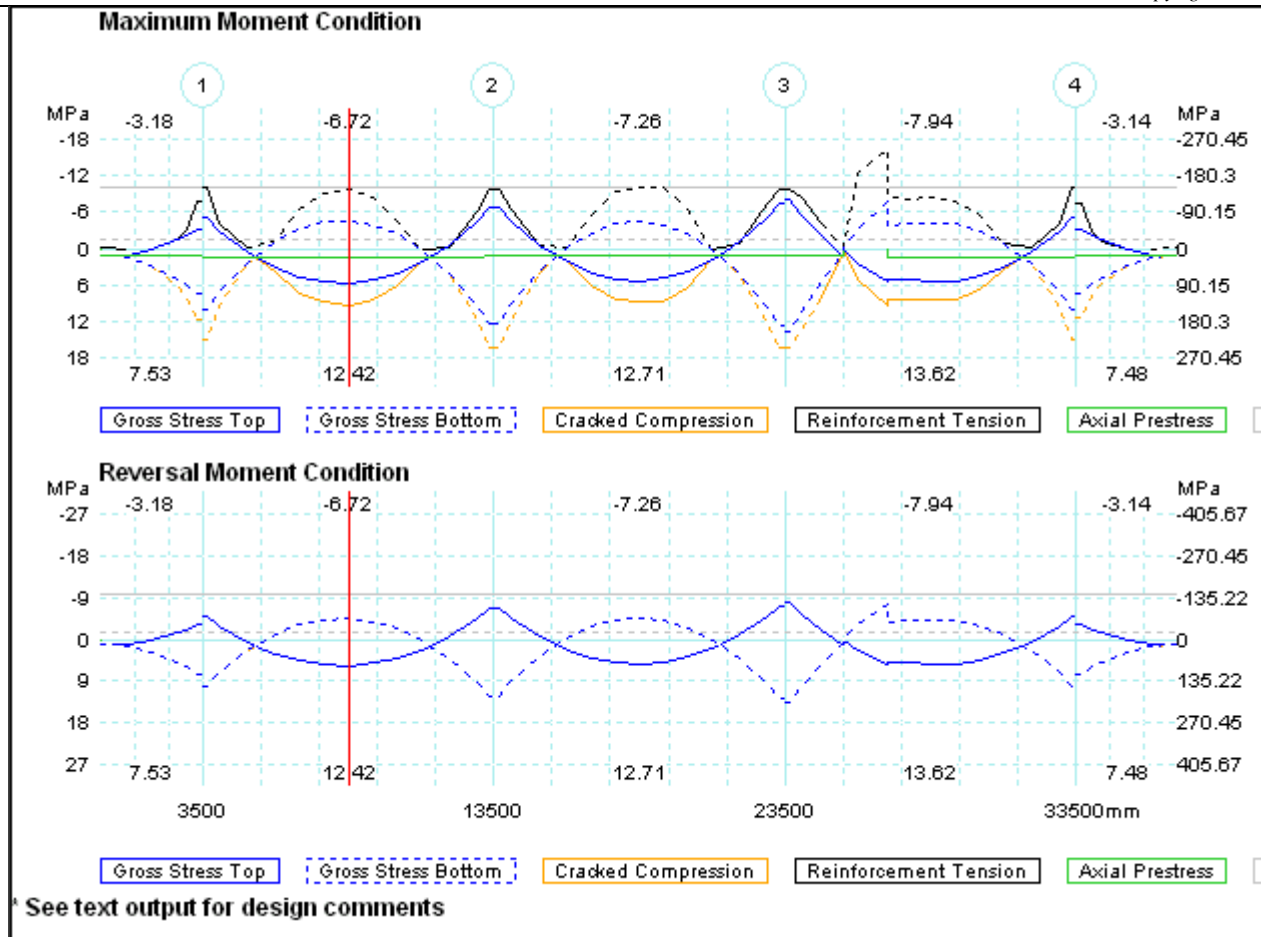 Maximum Moment Condition
1 2 3 4
MPa -3.18 -6.72 -7.26 -7.94 -3.14 MPa
-18 -270.45
-12 -180.3
-6 -90.15
0 0
6 90.15
12 180.3
18 270.45
7.53 12.42 12.71 13.62 7.48
Gross Stress Top Gross Stress Bottom Cracked Compression Reinforcement Tension Axial Prestress
Reversal Moment Condition
MPa -3.18 -6.72 -7.26 -7.94 -3.14 MPa
-27 -405.67
-18 -270.45
-9 -135.22
0 0
9 135.22
18 270.45
27 7.53 12.42 12.71 13.62 7.48 405.67
3500 13500 23500 33500mm
Gross Stress Top Gross Stress Bottom Cracked Compression Reinforcement Tension Axial Prestress
* See text output for design comments